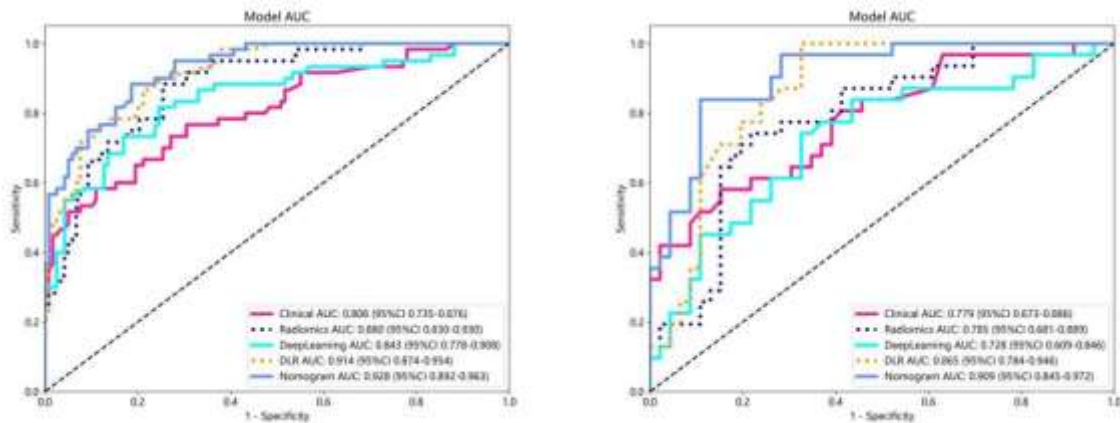 Model AUC
1.0
0.8
0.6
0.4
0.2
0.0
Sensitivity
Clinical AUC: 0.806 (95%CI 0.735-0.876)
Radiomics AUC: 0.880 (95%CI 0.830-0.930)
DeepLearning AUC: 0.843 (95%CI 0.778-0.908)
DLR AUC: 0.914 (95%CI 0.874-0.954)
Nomogram AUC: 0.928 (95%CI 0.892-0.963)
0.0 0.2 0.4 0.6 0.8 1.0
1 - Specificity
Model AUC
1.0
0.8
0.6
0.4
0.2
0.0
Sensitivity
Clinical AUC: 0.779 (95%CI 0.673-0.886)
Radiomics AUC: 0.785 (95%CI 0.681-0.889)
DeepLearning AUC: 0.728 (95%CI 0.609-0.846)
DLR AUC: 0.865 (95%CI 0.784-0.946)
Nomogram AUC: 0.909 (95%CI 0.845-0.972)
0.0 0.2 0.4 0.6 0.8 1.0
1 - Specificity